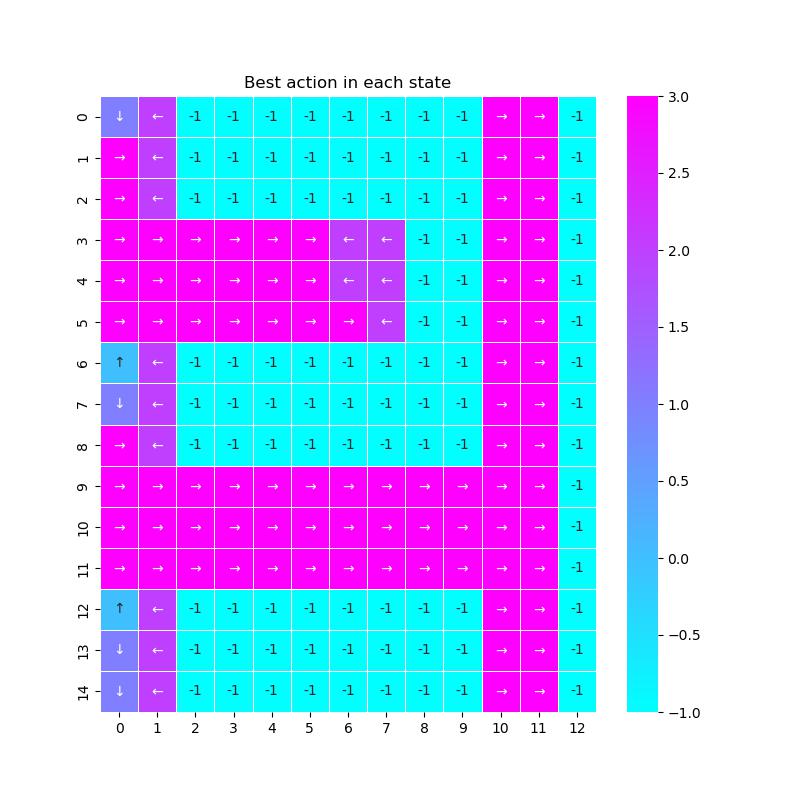 Best action in each state
0 ↓ ← -1 -1 -1 -1 -1 -1 -1 -1 → → -1
1 → ← -1 -1 -1 -1 -1 -1 -1 -1 → → -1
2 → ← -1 -1 -1 -1 -1 -1 -1 -1 → → -1
3 → → → → → → ← ← -1 -1 → → -1
4 → → → → → → ← ← -1 -1 → → -1
5 → → → → → → → ← -1 -1 → → -1
6 ↑ ← -1 -1 -1 -1 -1 -1 -1 -1 → → -1
7 ↓ ← -1 -1 -1 -1 -1 -1 -1 -1 → → -1
8 → ← -1 -1 -1 -1 -1 -1 -1 -1 → → -1
9 → → → → → → → → → → → → -1
10 → → → → → → → → → → → → -1
11 → → → → → → → → → → → → -1
12 ↑ ← -1 -1 -1 -1 -1 -1 -1 -1 → → -1
13 ↓ ← -1 -1 -1 -1 -1 -1 -1 -1 → → -1
14 ↓ ← -1 -1 -1 -1 -1 -1 -1 -1 → → -1
0 1 2 3 4 5 6 7 8 9 10 11 12
3.0
2.5
2.0
1.5
1.0
0.5
0.0
−0.5
−1.0